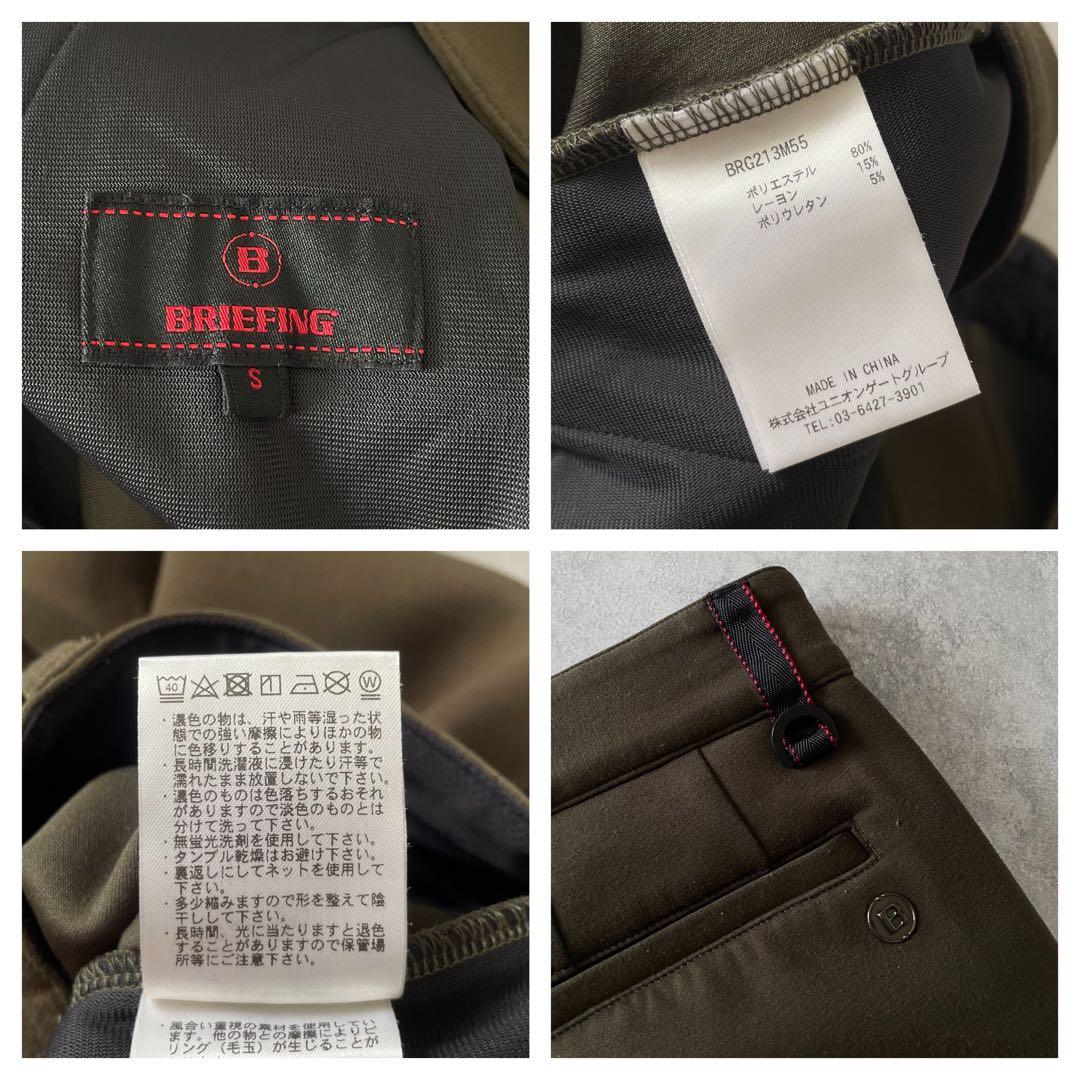 B
BRIEFING
S
BRG213M55
ポリエステル 80%
レーヨン 15%
ポリウレタン 5%
MADE IN CHINA
株式会社ユニオンゲートグループ
TEL:03-6427-3901
40
W
・濃色の物は、汗や雨等湿った状
態での強い摩擦によりほかの物
に色移りすることがあります。
・長時間洗濯液に浸けたり汗等で
濡れたまま放置しないで下さい。
・濃色のものは色落ちするおそれ
がありますので淡色のものとは
分けて洗って下さい。
・無蛍光洗剤を使用して下さい。
・タンブル乾燥はお避け下さい。
・裏返しにしてネットを使用して
下さい。
・多少縮みますので形を整えて陰
干しして下さい。
・長時間、光に当たりますと退色
することがありますので保管場
所等にご注意下さい。
・風合い重視の素材を使用してい
ます。他の物との摩擦によりピ
リング(毛玉)が生じることが
B